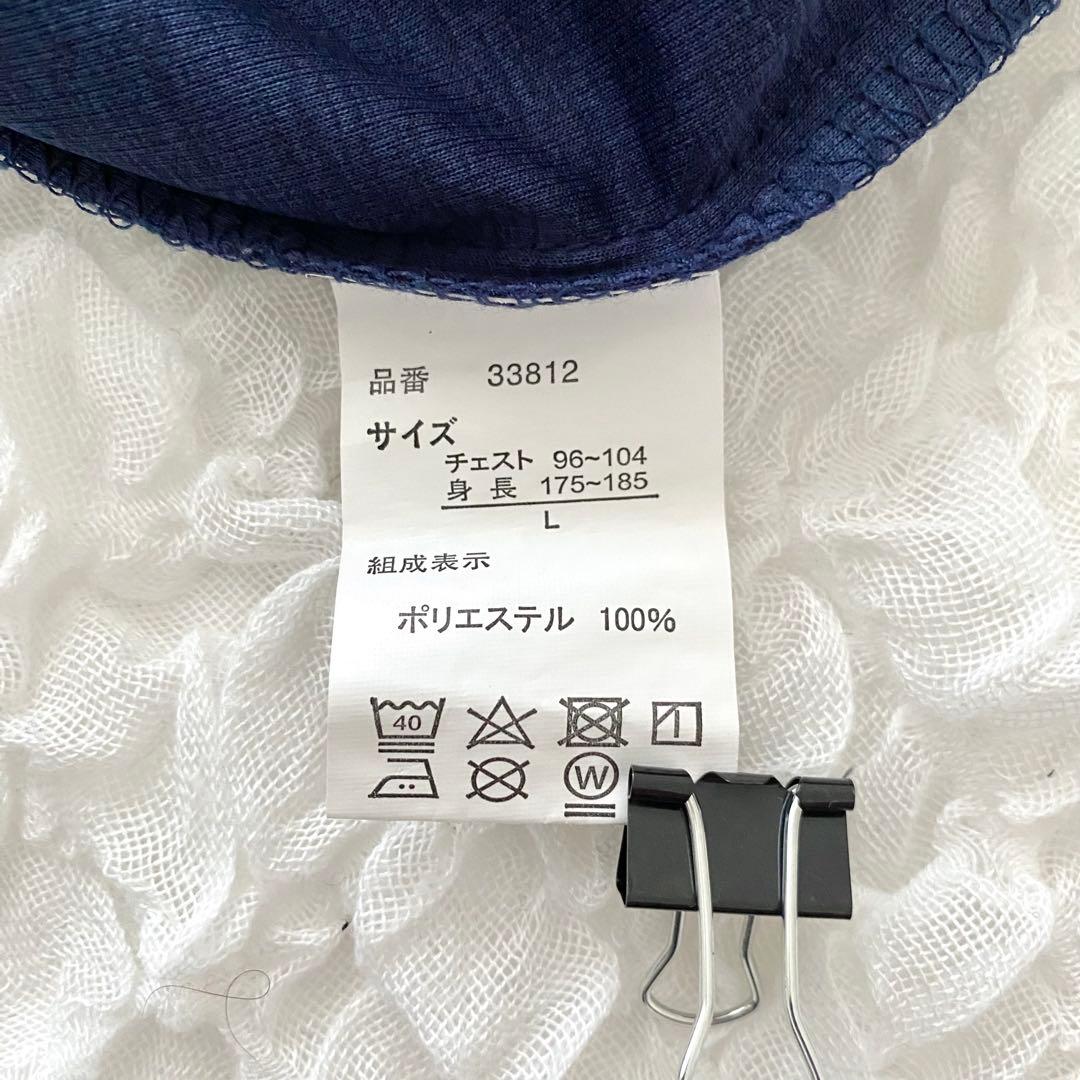 品番 33812
サイズ
チェスト 96~104
身長 175~185
L
組成表示
ポリエステル 100%
40
W